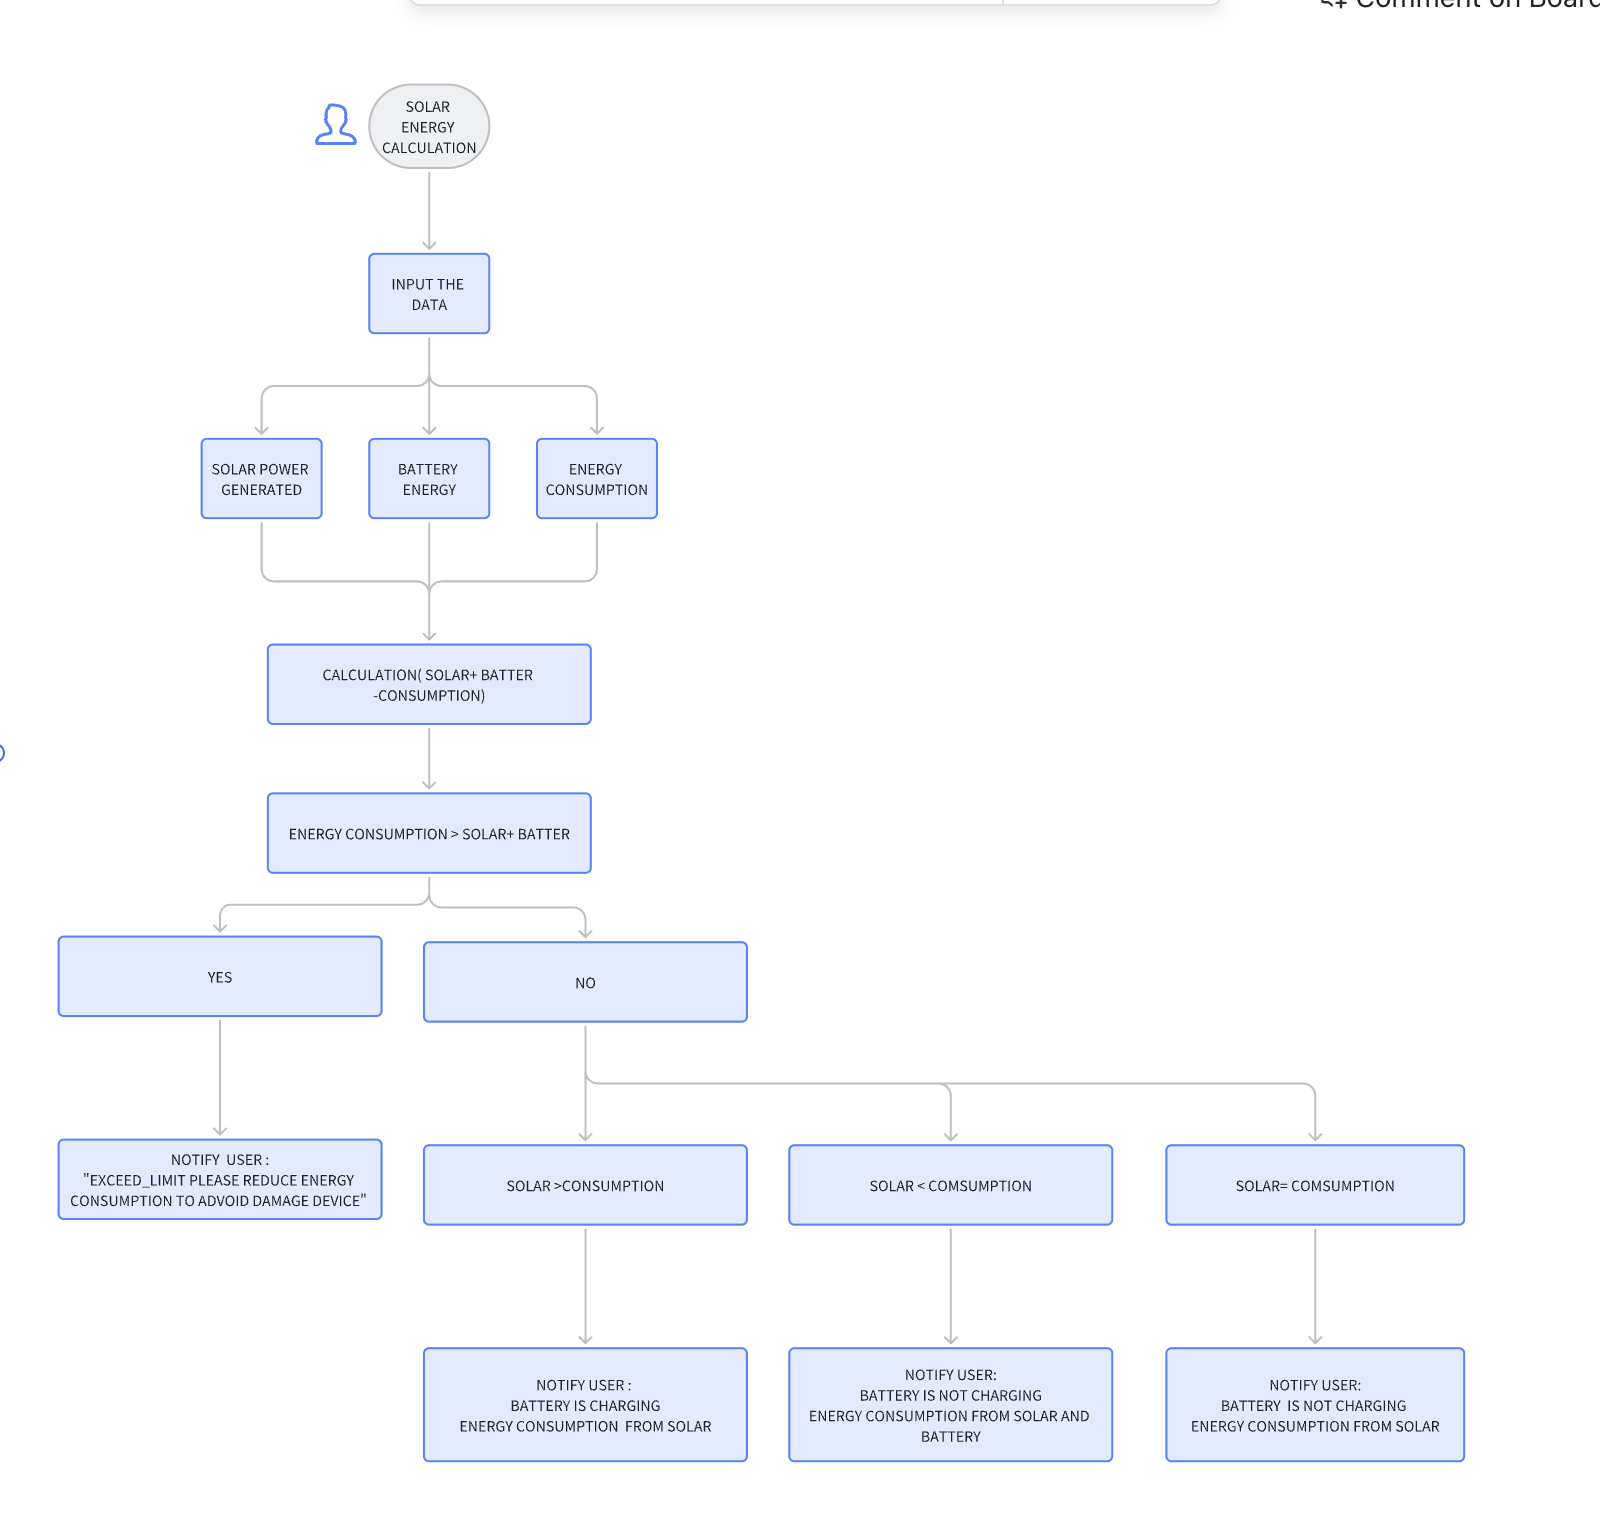 Comment on Board
SOLAR
ENERGY
CALCULATION
INPUT THE
DATA
SOLAR POWER
GENERATED
BATTERY
ENERGY
ENERGY
CONSUMPTION
CALCULATION( SOLAR+ BATTER
-CONSUMPTION)
ENERGY CONSUMPTION > SOLAR+ BATTER
YES
NO
NOTIFY  USER :
"EXCEED_LIMIT PLEASE REDUCE ENERGY
CONSUMPTION TO ADVOID DAMAGE DEVICE"
SOLAR >CONSUMPTION
SOLAR < COMSUMPTION
SOLAR= COMSUMPTION
NOTIFY USER :
BATTERY IS CHARGING
ENERGY CONSUMPTION  FROM SOLAR
NOTIFY USER:
BATTERY IS NOT CHARGING
ENERGY CONSUMPTION FROM SOLAR AND
BATTERY
NOTIFY USER:
BATTERY  IS NOT CHARGING
ENERGY CONSUMPTION FROM SOLAR